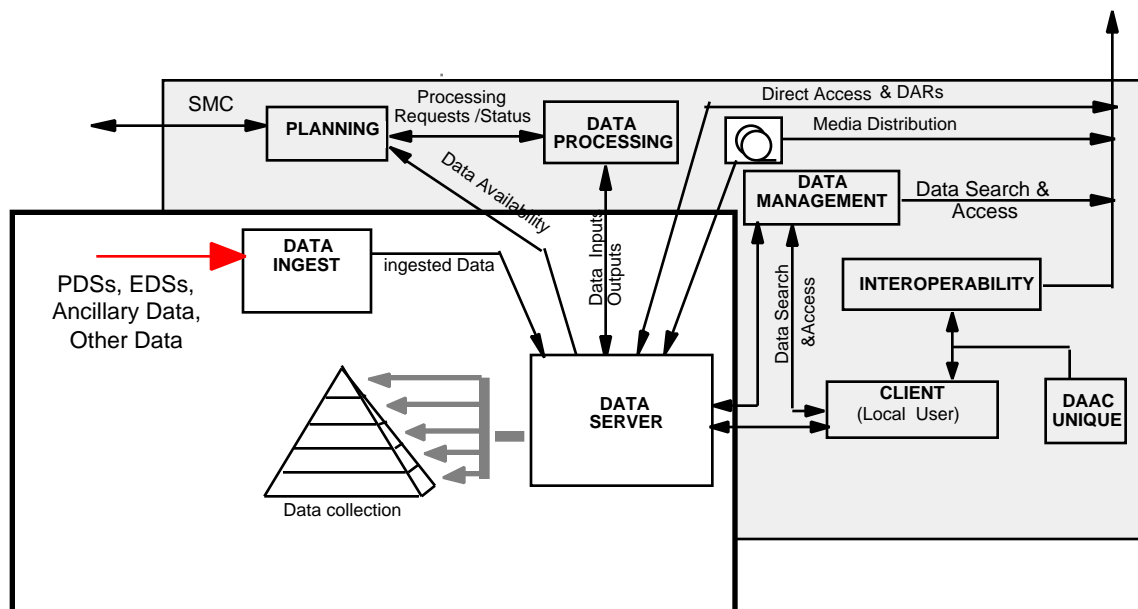 SMC
PLANNING
Processing
Requests /Status
DATA
PROCESSING
Direct Access & DARs
Media Distribution
DATA
MANAGEMENT
Data Search &
Access
Data Availability
DATA
INGEST
ingested Data
PDSs, EDSs,
Ancillary Data,
Other Data
Data Inputs
Outputs
Data Search
&Access
INTEROPERABILITY
DATA
SERVER
CLIENT
(Local User)
DAAC
UNIQUE
Data collection